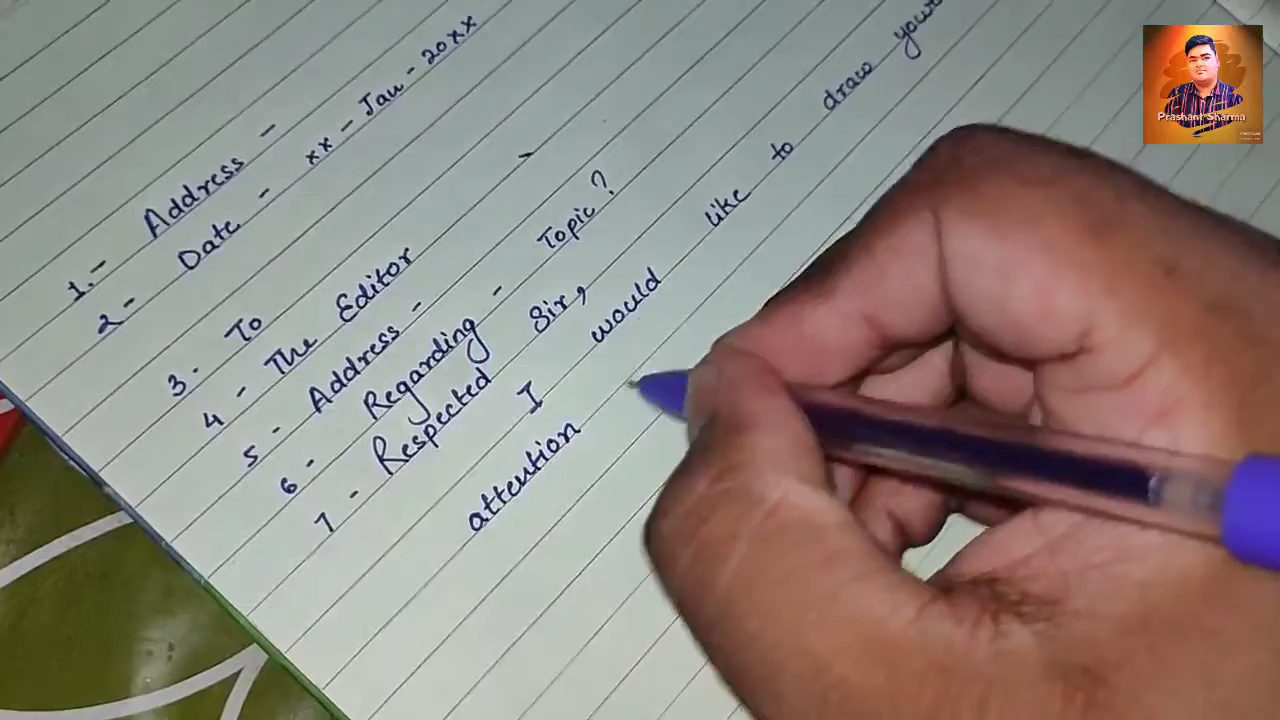 1.- Address -
2- Date - xx - Jan - 20xx
3. To
4 - The Editor -
5 - Address -
6 - Regarding - Topic ?
7 - Respected Sir,
I would like to draw your
attention
Prashant Sharma